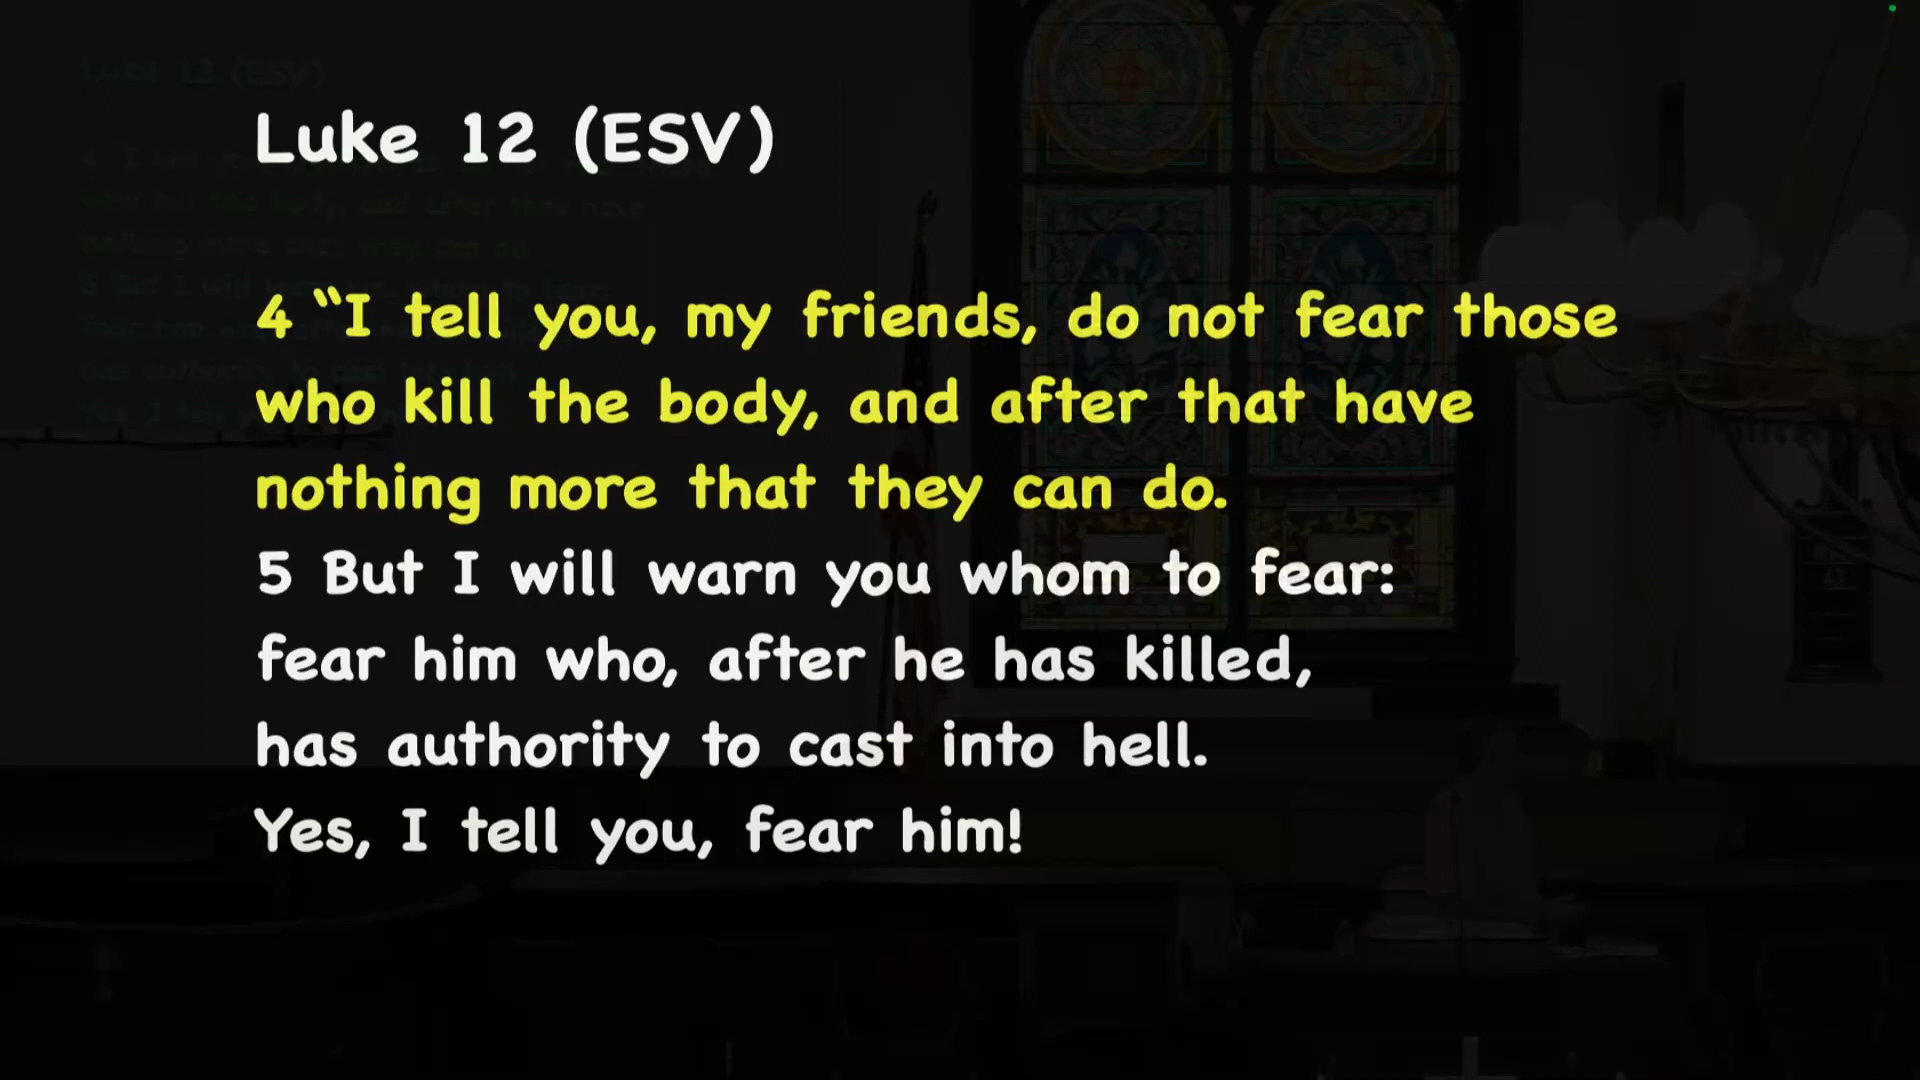 Luke 12 (ESV)
4 “I tell you, my friends, do not fear those
who kill the body, and after that have
nothing more that they can do.
5 But I will warn you whom to fear:
fear him who, after he has killed,
has authority to cast into hell.
Yes, I tell you, fear him!